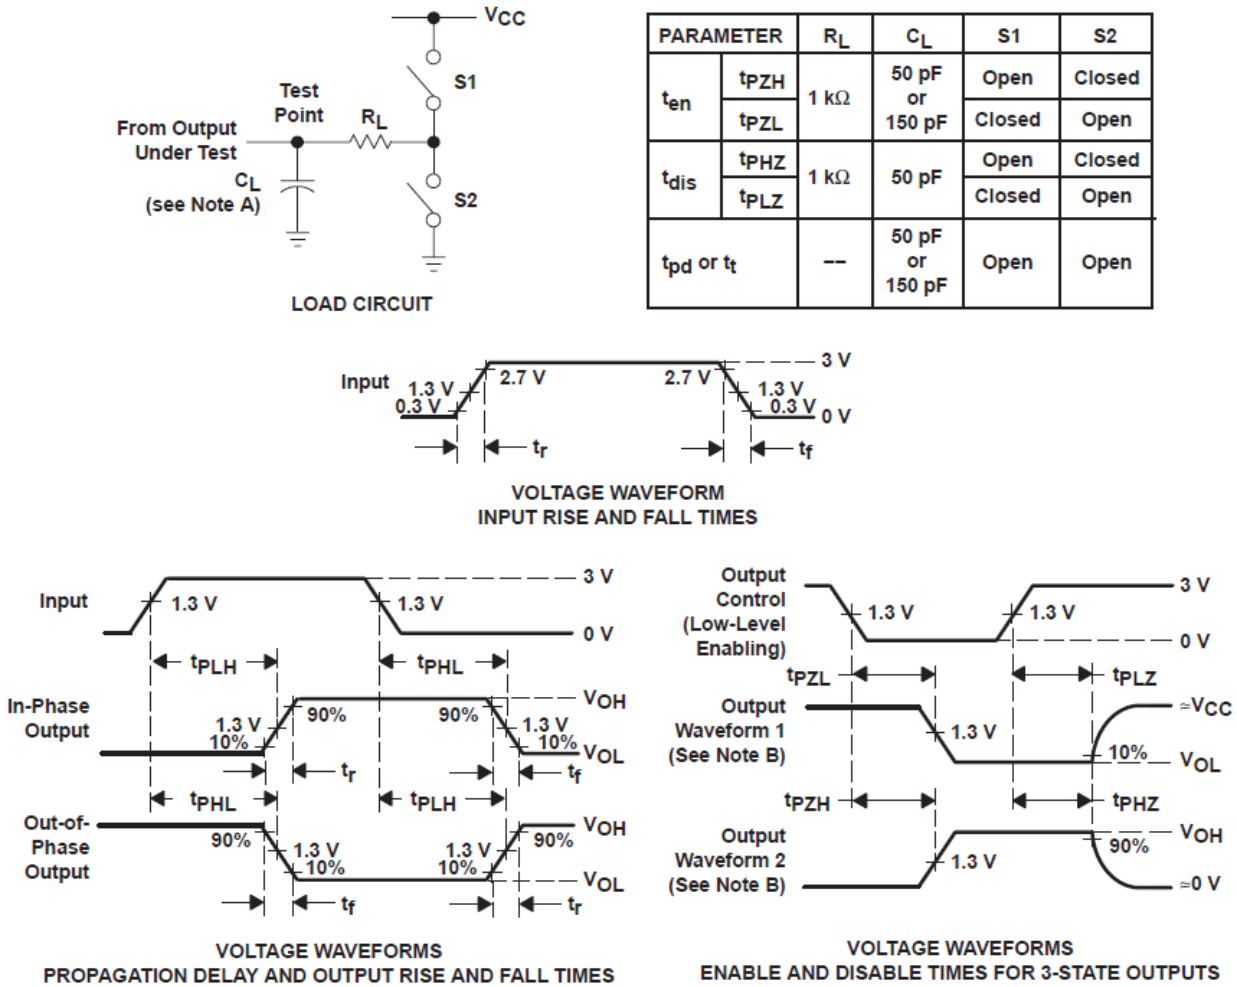 VCC
S1
Test
Point
RL
From Output
Under Test
CL
(see Note A)
S2
LOAD CIRCUIT
PARAMETER RL CL S1 S2
ten tPZH 1 kΩ 50 pF or 150 pF Open Closed
tPZL Closed Open
tdis tPHZ 1 kΩ 50 pF Open Closed
tPLZ Closed Open
tpd or tt −− 50 pF or 150 pF Open Open
Input
1.3 V
0.3 V
2.7 V
2.7 V
1.3 V
0.3 V
3 V
0 V
tr
tf
VOLTAGE WAVEFORM
INPUT RISE AND FALL TIMES
Input
1.3 V
1.3 V
3 V
0 V
tPLH
tPHL
In-Phase
Output
1.3 V
10%
90%
90%
1.3 V
10%
VOH
VOL
tr
tf
tPHL
tPLH
Out-of-
Phase
Output
90%
1.3 V
10%
1.3 V
10%
90%
VOH
VOL
tf
tr
VOLTAGE WAVEFORMS
PROPAGATION DELAY AND OUTPUT RISE AND FALL TIMES
Output
Control
(Low-Level
Enabling)
1.3 V
1.3 V
3 V
0 V
tPZL
tPLZ
Output
Waveform 1
(See Note B)
1.3 V
10%
≈VCC
VOL
tPZH
tPHZ
Output
Waveform 2
(See Note B)
1.3 V
90%
VOH
≈0 V
VOLTAGE WAVEFORMS
ENABLE AND DISABLE TIMES FOR 3-STATE OUTPUTS